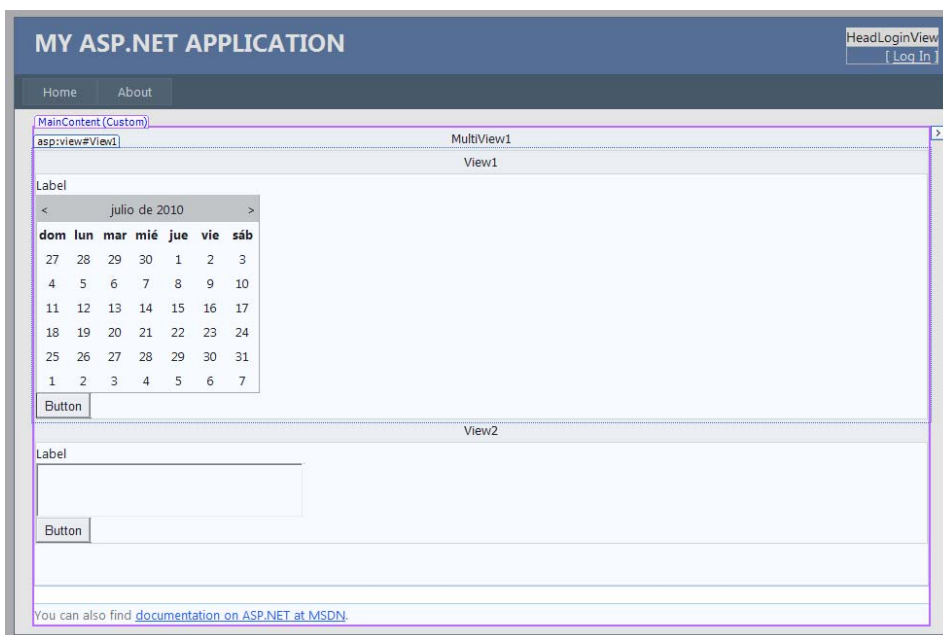 MY ASP.NET APPLICATION
HeadLoginView
[ Log In ]
Home About
MainContent (Custom)
asp:view#View1
MultiView1
>
View1
Label
< julio de 2010 >
dom lun mar mié jue vie sáb
27 28 29 30 1 2 3
4 5 6 7 8 9 10
11 12 13 14 15 16 17
18 19 20 21 22 23 24
25 26 27 28 29 30 31
1 2 3 4 5 6 7
Button
View2
Label
Button
You can also find documentation on ASP.NET at MSDN.